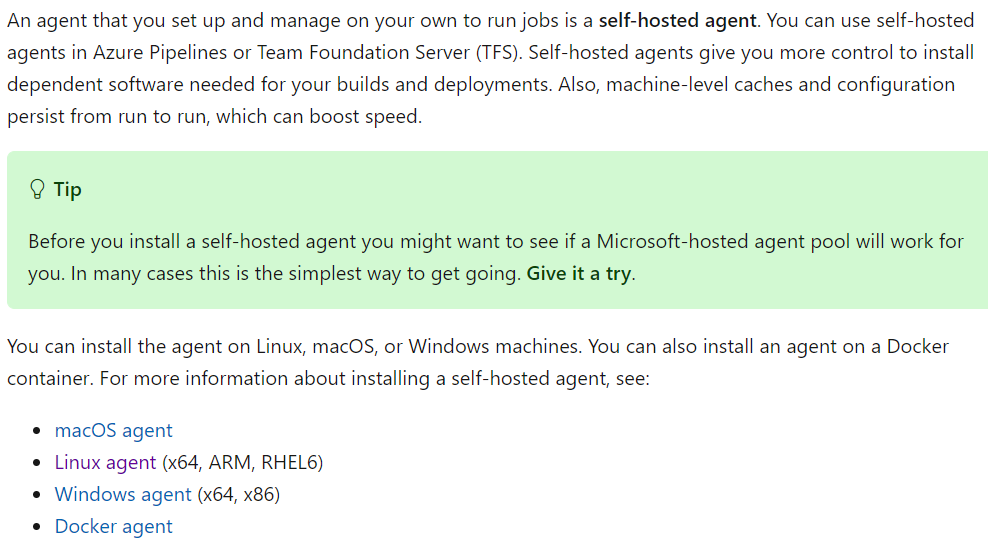 An agent that you set up and manage on your own to run jobs is a self-hosted agent. You can use self-hosted
agents in Azure Pipelines or Team Foundation Server (TFS). Self-hosted agents give you more control to install
dependent software needed for your builds and deployments. Also, machine-level caches and configuration
persist from run to run, which can boost speed.
Tip
Before you install a self-hosted agent you might want to see if a Microsoft-hosted agent pool will work for
you. In many cases this is the simplest way to get going. Give it a try.
You can install the agent on Linux, macOS, or Windows machines. You can also install an agent on a Docker
container. For more information about installing a self-hosted agent, see:
• macOS agent
• Linux agent (x64, ARM, RHEL6)
• Windows agent (x64, x86)
• Docker agent